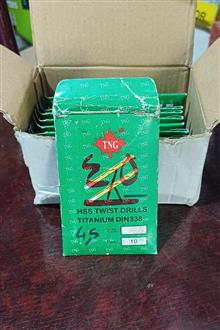 TNG
HSS TWIST DRILLS
TITANIUM DIN338
4,5
10